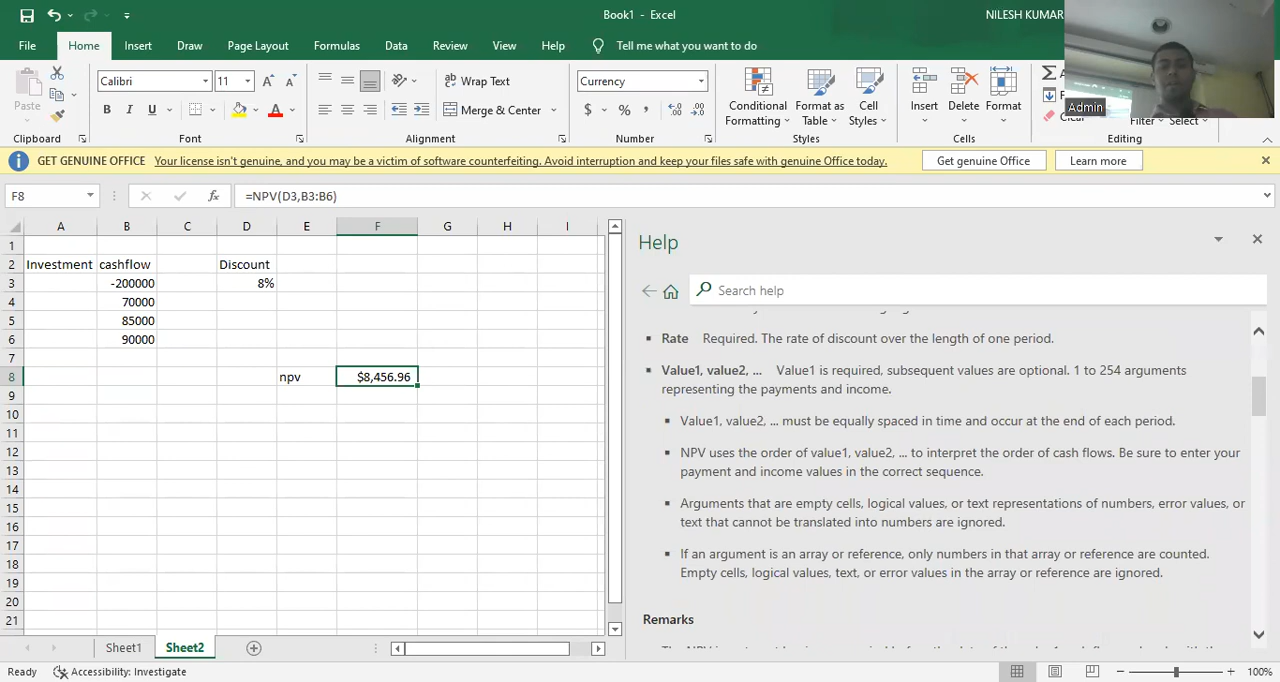 Book1 - Excel
NILESH KUMAR
File Home Insert Draw Page Layout Formulas Data Review View Help Tell me what you want to do
Admin
Paste
Calibri 11
B I U A
Wrap Text
Merge & Center
Currency
$ % ,
Conditional Formatting
Format as Table
Cell Styles
Insert Delete Format
Clear
Filter Select
Clipboard Font Alignment Number Styles Cells Editing
GET GENUINE OFFICE Your license isn't genuine, and you may be a victim of software counterfeiting. Avoid interruption and keep your files safe with genuine Office today. Get genuine Office Learn more
F8 fx =NPV(D3,B3:B6)
A B C D E F G H I
1
2 Investment cashflow Discount
3 -200000 8%
4 70000
5 85000
6 90000
7
8 npv $8,456.96
9
10
11
12
13
14
15
16
17
18
19
20
21
Help
Search help
Rate Required. The rate of discount over the length of one period.
Value1, value2, ... Value1 is required, subsequent values are optional. 1 to 254 arguments
representing the payments and income.
Value1, value2, ... must be equally spaced in time and occur at the end of each period.
NPV uses the order of value1, value2, ... to interpret the order of cash flows. Be sure to enter your
payment and income values in the correct sequence.
Arguments that are empty cells, logical values, or text representations of numbers, error values, or
text that cannot be translated into numbers are ignored.
If an argument is an array or reference, only numbers in that array or reference are counted.
Empty cells, logical values, text, or error values in the array or reference are ignored.
Remarks
Sheet1 Sheet2
Ready Accessibility: Investigate 100%